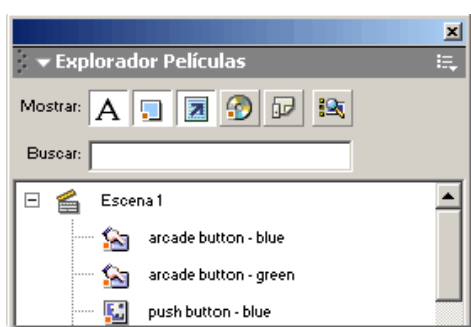 Explorador Películas
Mostrar: A
Buscar:
Escena 1
arcade button - blue
arcade button - green
push button - blue